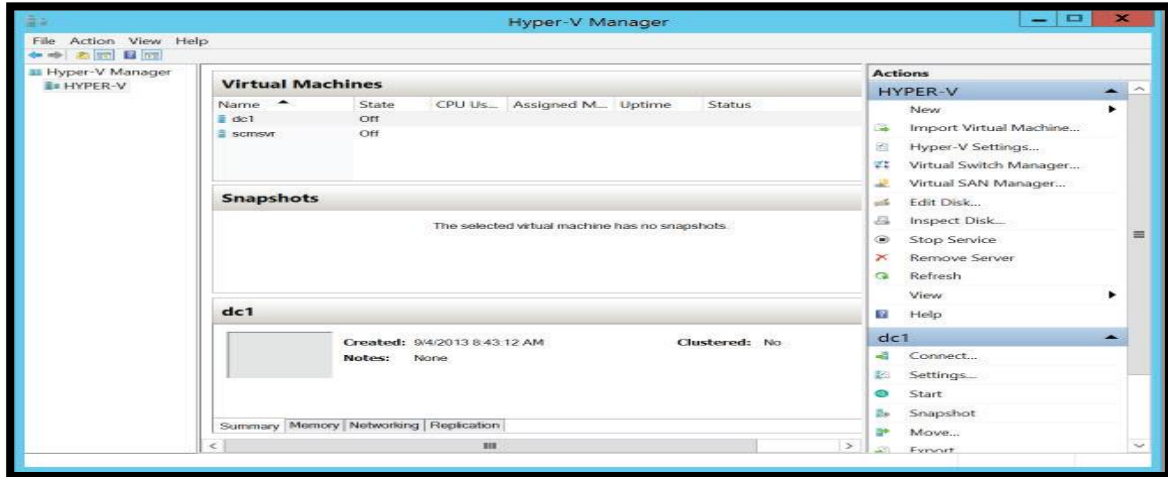 Hyper-V Manager
File Action View Help
Hyper-V Manager
HYPER-V
Virtual Machines
Name State CPU Us... Assigned M... Uptime Status
dc1 Off
scmsvr Off
Snapshots
The selected virtual machine has no snapshots.
dc1
Created: 9/4/2013 8:43:12 AM Clustered: No
Notes: None
Summary Memory Networking Replication
Actions
HYPER-V
New
Import Virtual Machine...
Hyper-V Settings...
Virtual Switch Manager...
Virtual SAN Manager...
Edit Disk...
Inspect Disk...
Stop Service
Remove Server
Refresh
View
Help
dc1
Connect...
Settings...
Start
Snapshot
Move...
Export